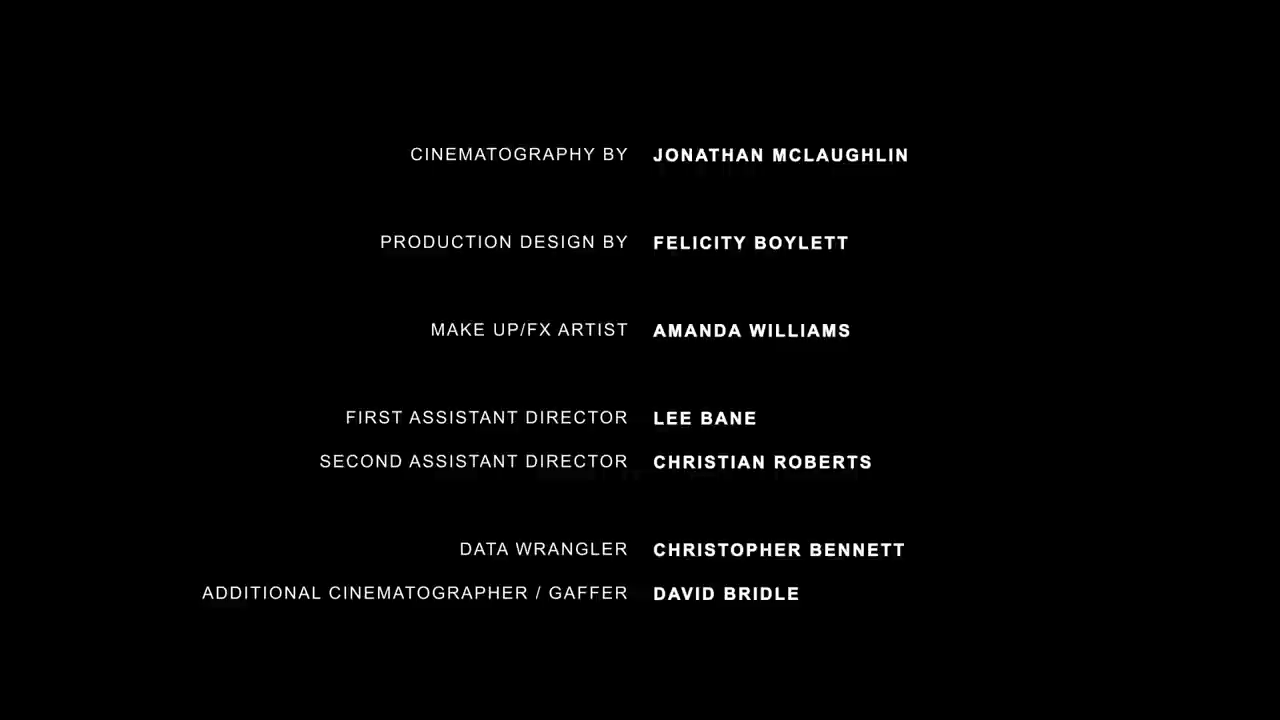 CINEMATOGRAPHY BY JONATHAN MCLAUGHLIN
PRODUCTION DESIGN BY FELICITY BOYLETT
MAKE UP/FX ARTIST AMANDA WILLIAMS
FIRST ASSISTANT DIRECTOR LEE BANE
SECOND ASSISTANT DIRECTOR CHRISTIAN ROBERTS
DATA WRANGLER CHRISTOPHER BENNETT
ADDITIONAL CINEMATOGRAPHER / GAFFER DAVID BRIDLE